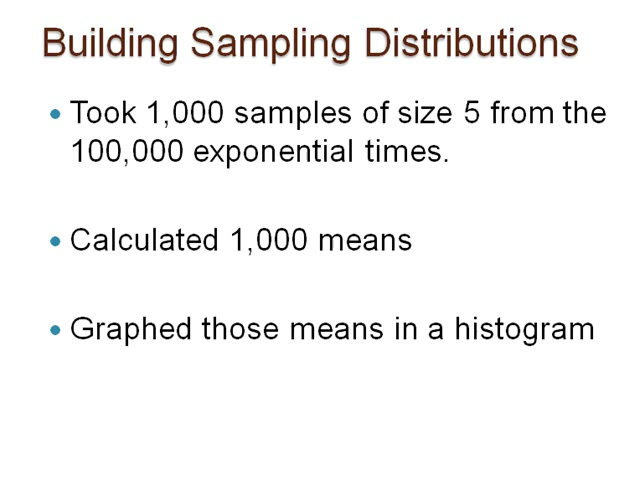 Building Sampling Distributions
• Took 1,000 samples of size 5 from the
100,000 exponential times.
• Calculated 1,000 means
• Graphed those means in a histogram